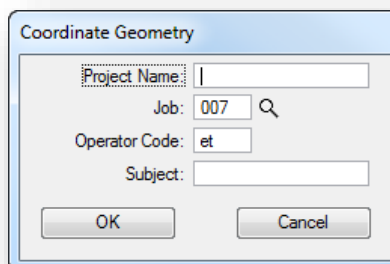 Coordinate Geometry
Project Name:
Job: 007
Operator Code: et
Subject:
OK Cancel